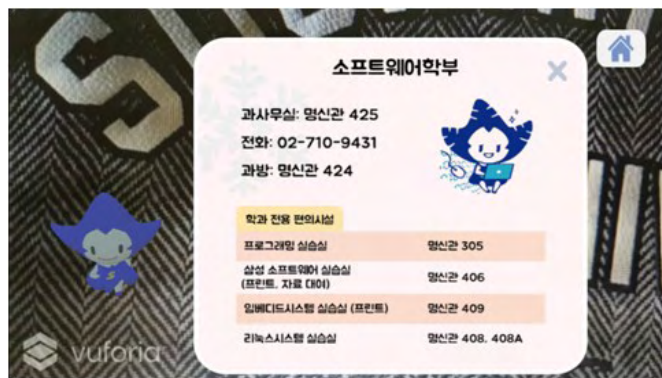 소프트웨어학부
과사무실: 명신관 425
전화: 02-710-9431
과방: 명신관 424
학과 전용 편의시설
프로그래밍 실습실 명신관 305
삼성 소프트웨어 실습실 명신관 406
(프린트, 자료 대여)
임베디드시스템 실습실 (프린트) 명신관 409
리눅스시스템 실습실 명신관 408, 408A
vuforia